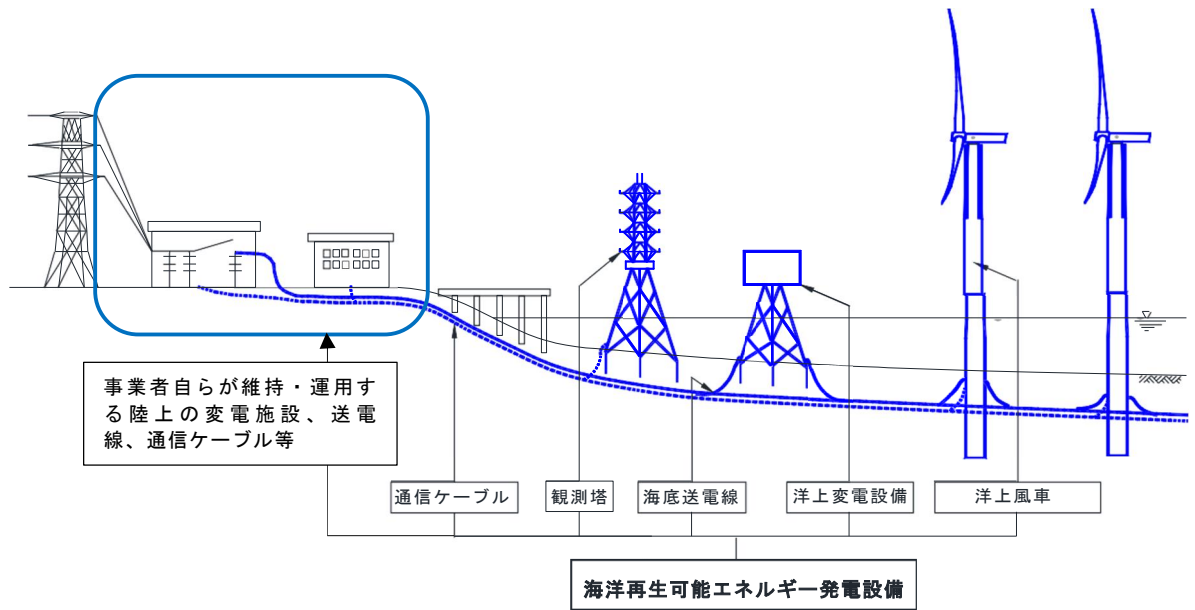 事業者自らが維持・運用す
る陸上の変電施設、送電
線、通信ケーブル等
通信ケーブル
観測塔
海底送電線
洋上変電設備
洋上風車
海洋再生可能エネルギー発電設備